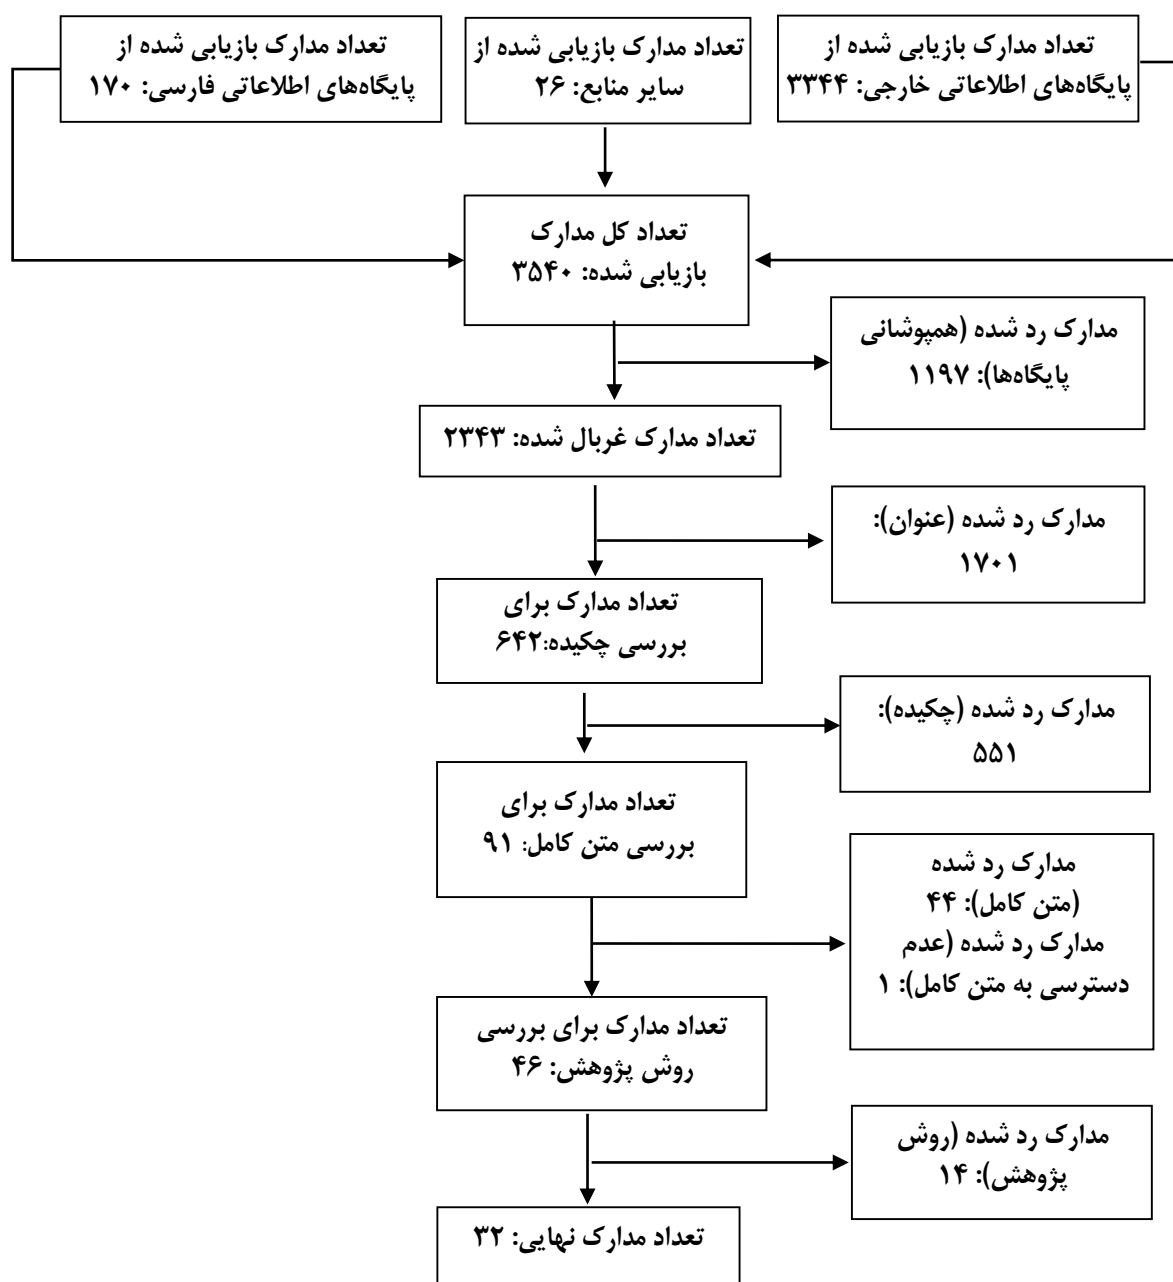 تعداد مدارک بازیابی شده از
پایگاه‌های اطلاعاتی خارجی: ۳۳۴۴
تعداد مدارک بازیابی شده از
سایر منابع: ۲۶
تعداد مدارک بازیابی شده از
پایگاه‌های اطلاعاتی فارسی: ۱۷۰
تعداد کل مدارک
بازیابی شده: ۳۵۴۰
مدارک رد شده (همپوشانی
پایگاه‌ها): ۱۱۹۷
تعداد مدارک غربال شده: ۲۳۴۳
مدارک رد شده (عنوان):
۱۷۰۱
تعداد مدارک برای
بررسی چکیده:۶۴۲
مدارک رد شده (چکیده):
۵۵۱
تعداد مدارک برای
بررسی متن کامل: ۹۱
مدارک رد شده
(متن کامل): ۴۴
مدارک رد شده (عدم
دسترسی به متن کامل): ۱
تعداد مدارک برای بررسی
روش پژوهش: ۴۶
مدارک رد شده (روش
پژوهش): ۱۴
تعداد مدارک نهایی: ۳۲